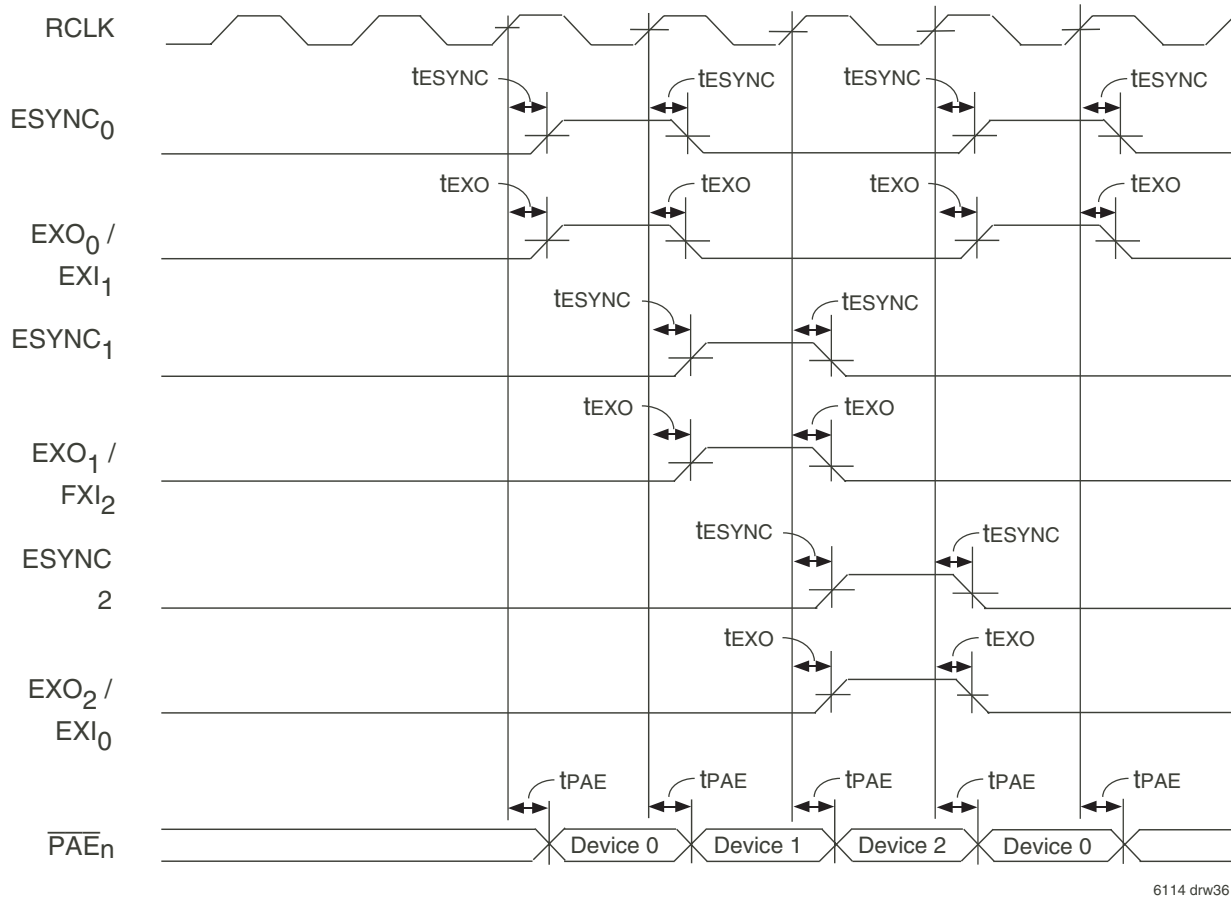 RCLK
tESYNC tESYNC tESYNC tESYNC
ESYNC0
tEXO tEXO tEXO tEXO
EXO0 /
EXI1
tESYNC tESYNC
ESYNC1
tEXO tEXO
EXO1 /
FXI2
tESYNC tESYNC
ESYNC
2
tEXO tEXO
EXO2 /
EXI0
tPAE tPAE tPAE tPAE tPAE
PAEn Device 0 Device 1 Device 2 Device 0
6114 drw36